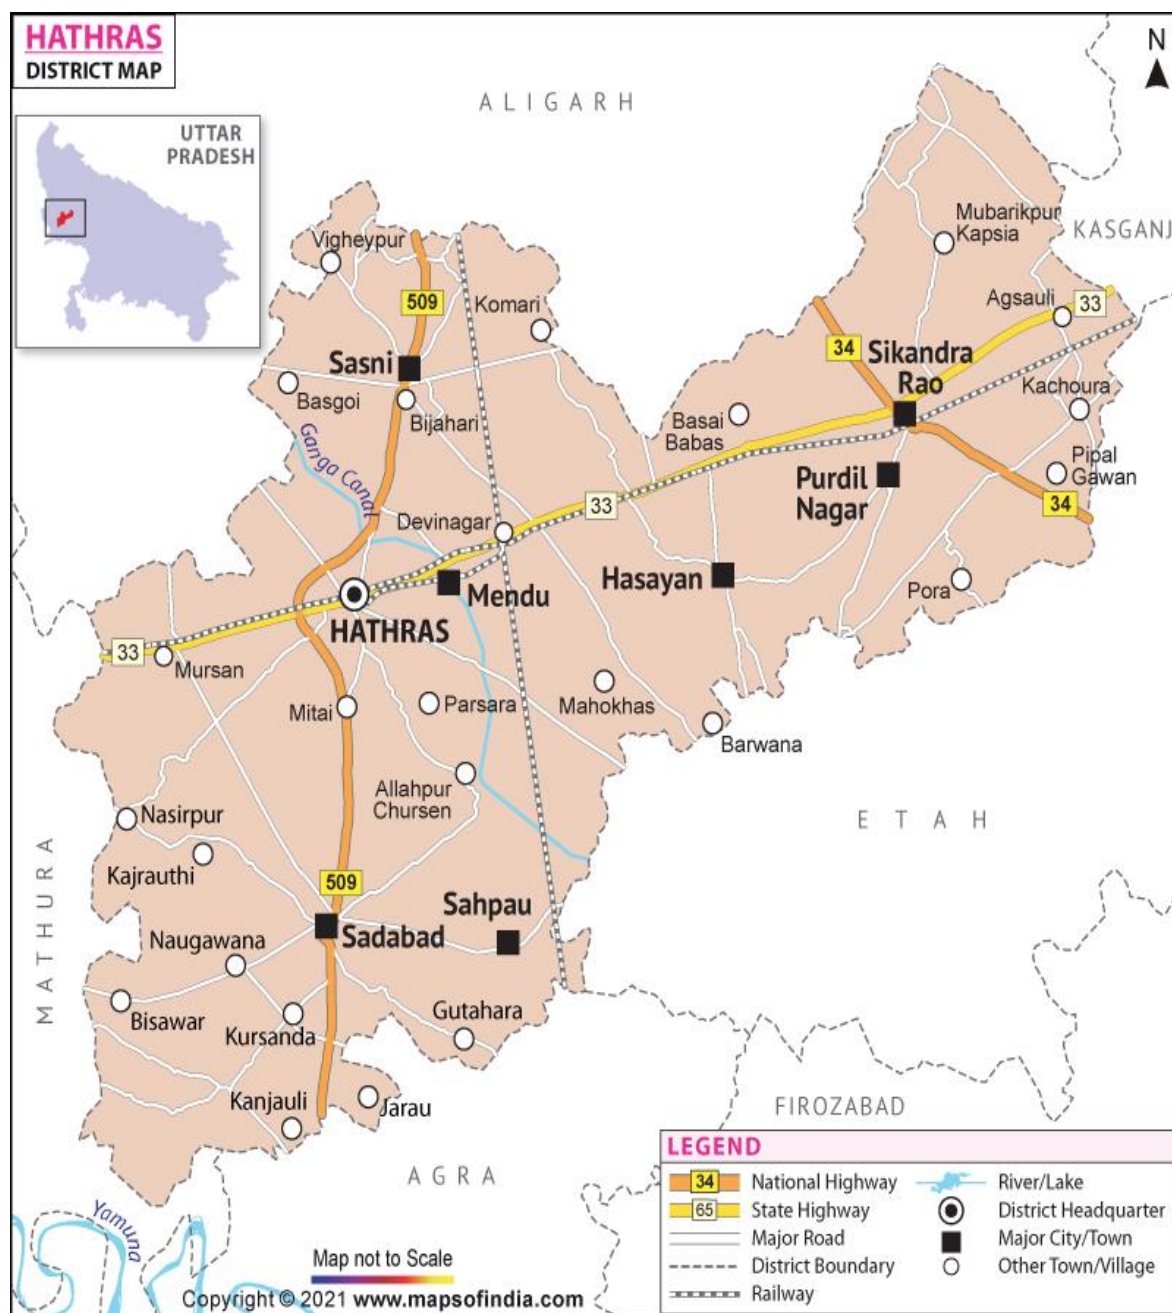 HATHRAS
DISTRICT MAP
N
ALIGARH
UTTAR
PRADESH
Mubarikpur
Kapsia
KASGANJ
Vigheypur
509
Komari
Agsauli
33
34
Sikandra
Rao
Sasni
Basgoi
Bijahari
Basai
Babas
Kachoura
Ganga Canal
Pipal
Gawan
Purdil
Nagar
34
Devinagar
33
Hasayan
Pora
Mendu
HATHRAS
33
Mursan
Mitai
Parsara
Mahokhas
Barwana
Allahpur
Chursen
Nasirpur
ETAH
MATHURA
Kajrauthi
509
Sahpau
Sadabad
Naugawana
Bisawar
Kursanda
Gutahara
Kanjauli
Jarau
FIROZABAD
AGRA
Yamuna
LEGEND
34 National Highway
River/Lake
65 State Highway
District Headquarter
Major Road
Major City/Town
District Boundary
Other Town/Village
Railway
Map not to Scale
Copyright © 2021 www.mapsofindia.com